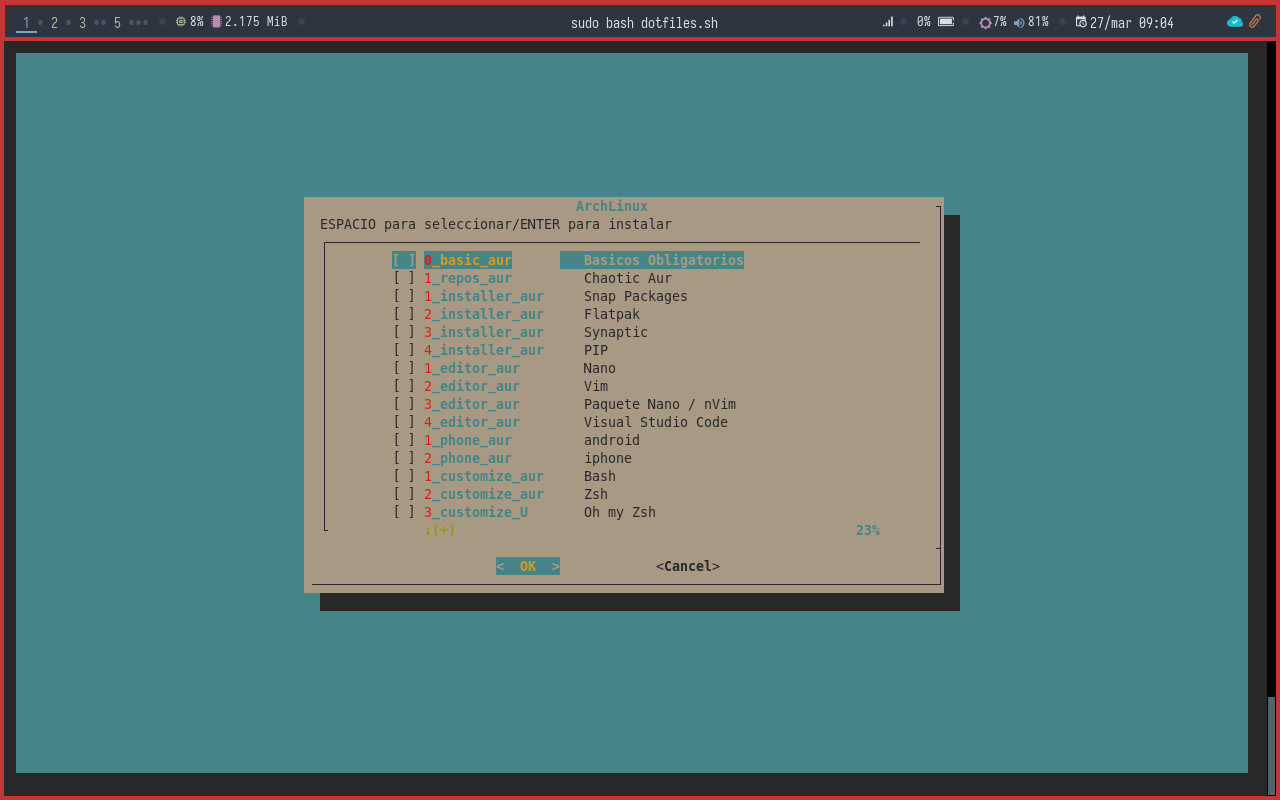 1 2 3 5 8% 2.175 MiB sudo bash dotfiles.sh 0% 7% 81% 27/mar 09:04
ArchLinux
ESPACIO para seleccionar/ENTER para instalar
[ ] 0_basic_aur Basicos Obligatorios
[ ] 1_repos_aur Chaotic Aur
[ ] 1_installer_aur Snap Packages
[ ] 2_installer_aur Flatpak
[ ] 3_installer_aur Synaptic
[ ] 4_installer_aur PIP
[ ] 1_editor_aur Nano
[ ] 2_editor_aur Vim
[ ] 3_editor_aur Paquete Nano / nVim
[ ] 4_editor_aur Visual Studio Code
[ ] 1_phone_aur android
[ ] 2_phone_aur iphone
[ ] 1_customize_aur Bash
[ ] 2_customize_aur Zsh
[ ] 3_customize_U Oh my Zsh
↓(+) 23%
< OK > <Cancel>